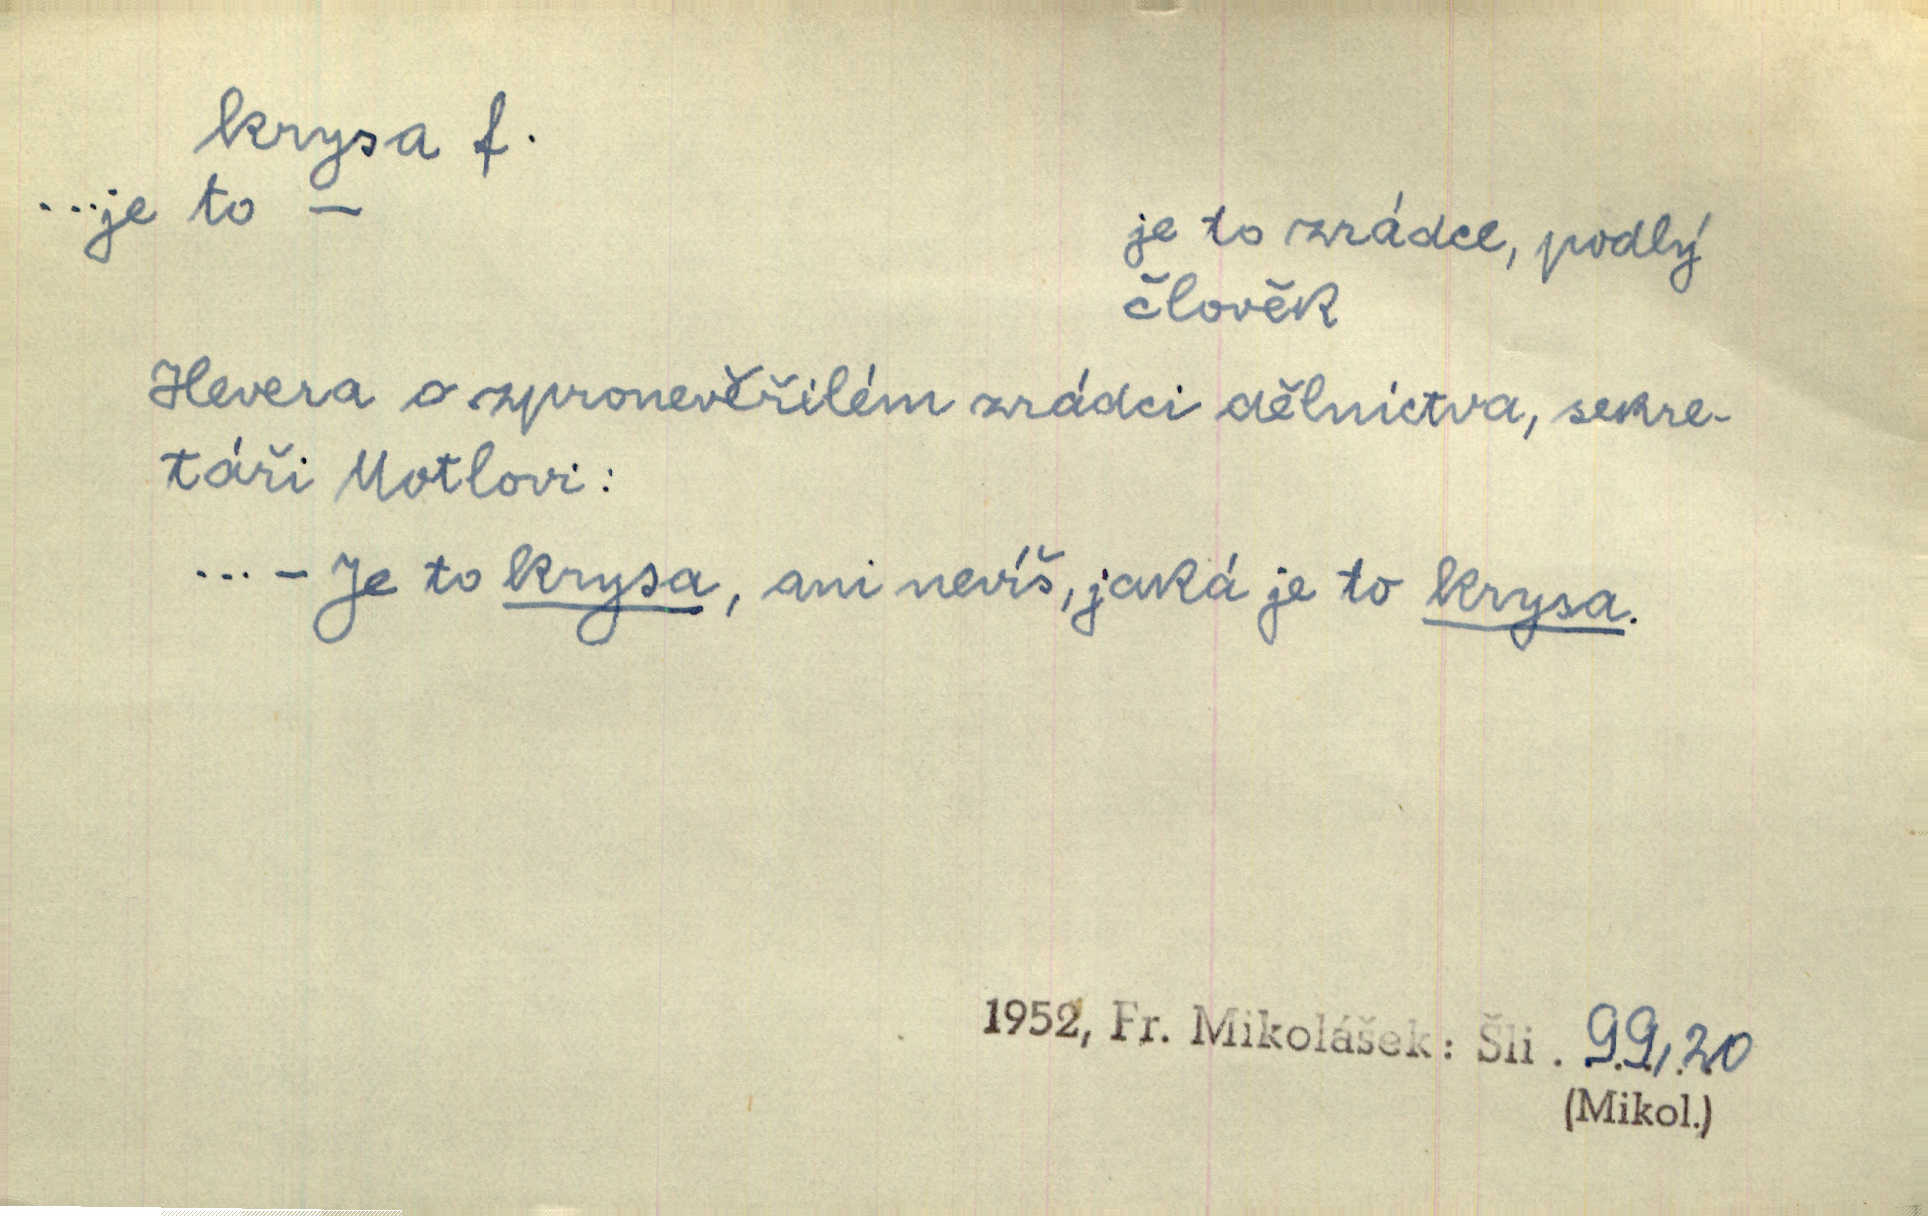 krysa f.
...je to —
je to zrádce, podlý
člověk
Hevera o zpronevěřilém zrádci dělnictva, sekre-
táři Motlovi:
... – Je to krysa, ani nevíš, jaká je to krysa.
1952, Fr. Mikolášek: Šli . 99,20
(Mikol.)